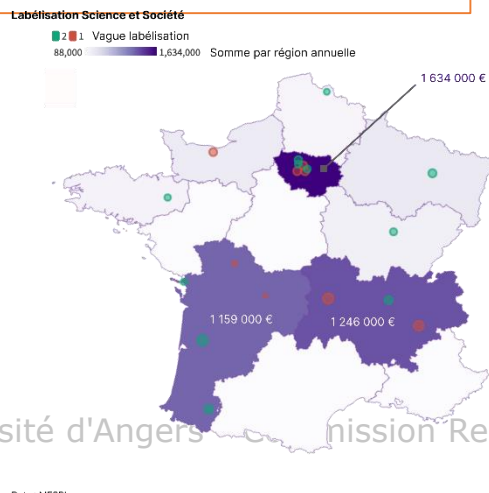 Labélisation Science et Société
2 1 Vague labélisation
88,000 1,634,000 Somme par région annuelle
1 634 000 €
1 159 000 €
1 246 000 €
sité d'Angers mission Re